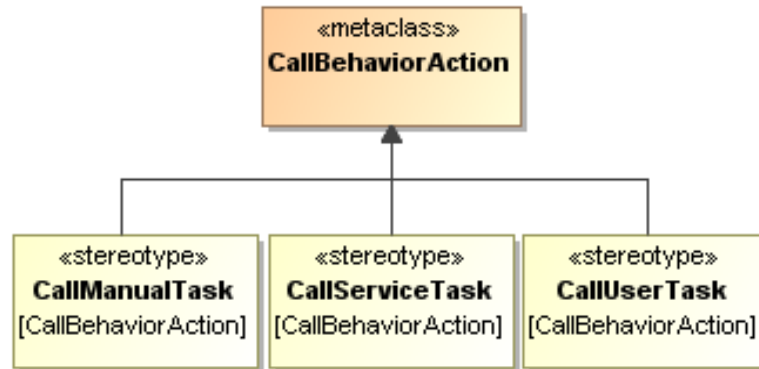 «metaclass»
CallBehaviorAction
«stereotype»
CallManualTask
[CallBehaviorAction]
«stereotype»
CallServiceTask
[CallBehaviorAction]
«stereotype»
CallUserTask
[CallBehaviorAction]